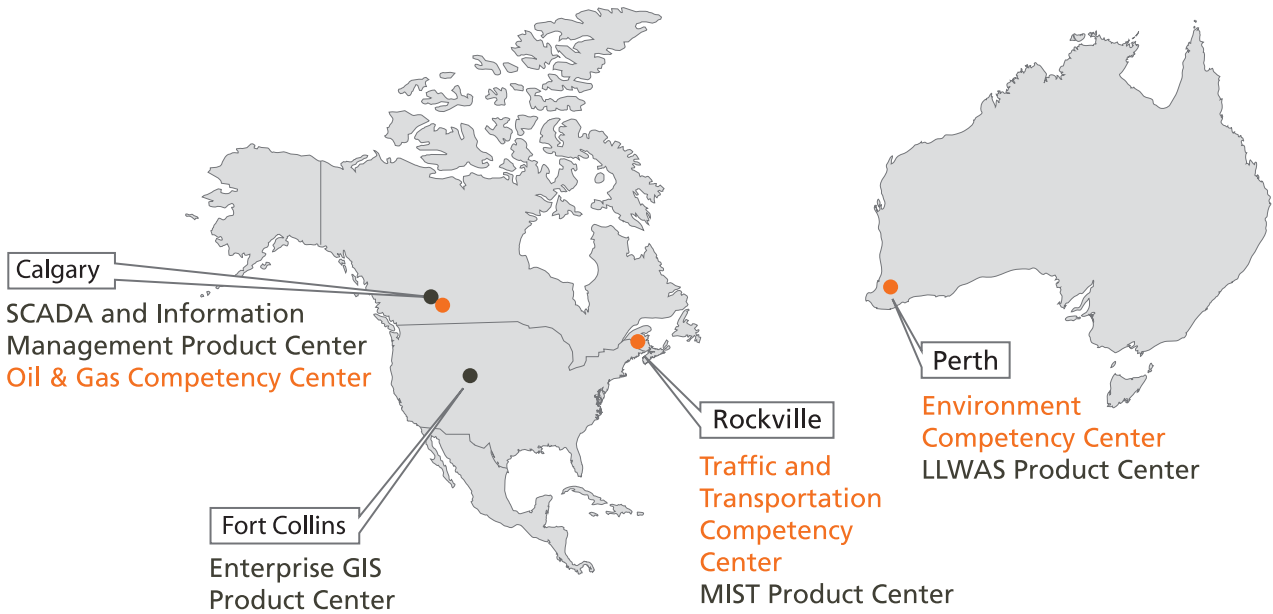 Calgary
SCADA and Information
Management Product Center
Oil & Gas Competency Center
Fort Collins
Enterprise GIS
Product Center
Rockville
Traffic and
Transportation
Competency
Center
MIST Product Center
Perth
Environment
Competency Center
LLWAS Product Center